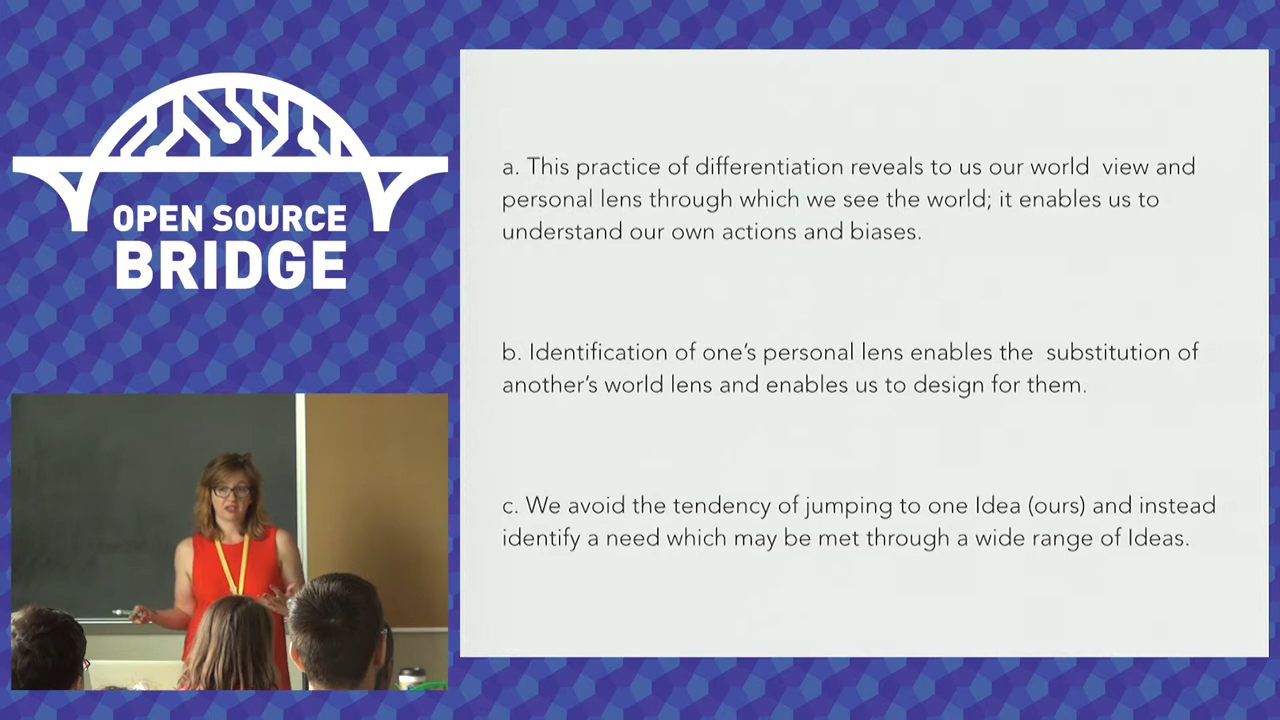 OPEN SOURCE
BRIDGE
a. This practice of differentiation reveals to us our world  view and
personal lens through which we see the world; it enables us to
understand our own actions and biases.
b. Identification of one’s personal lens enables the  substitution of
another’s world lens and enables us to design for them.
c. We avoid the tendency of jumping to one Idea (ours) and instead
identify a need which may be met through a wide range of Ideas.